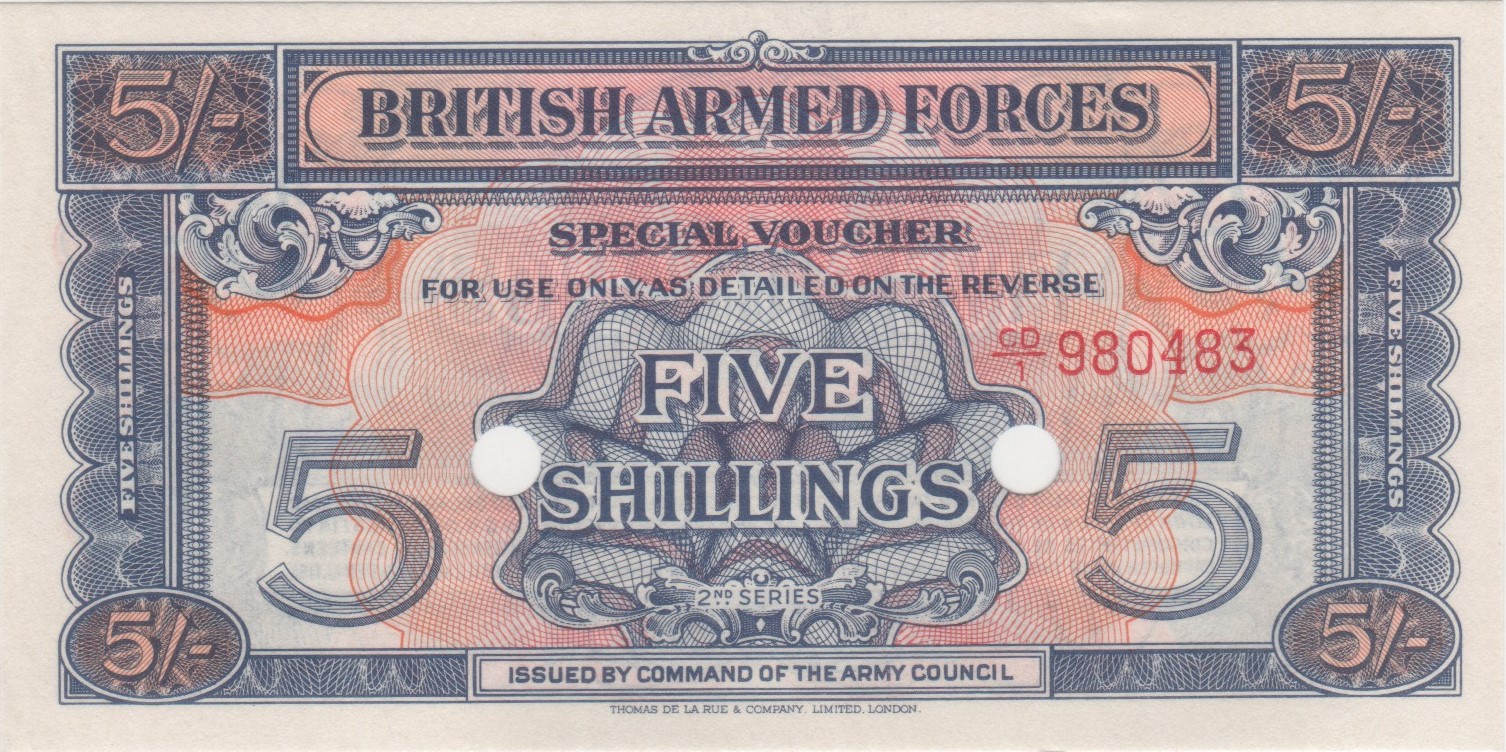 5/-
BRITISH ARMED FORCES
5/-
SPECIAL VOUCHER
FOR USE ONLY AS DETAILED ON THE REVERSE
CD/1 980483
FIVE SHILLINGS
FIVE SHILLINGS
FIVE
SHILLINGS
5
5
2ND SERIES
5/-
5/-
ISSUED BY COMMAND OF THE ARMY COUNCIL
THOMAS DE LA RUE & COMPANY, LIMITED, LONDON.